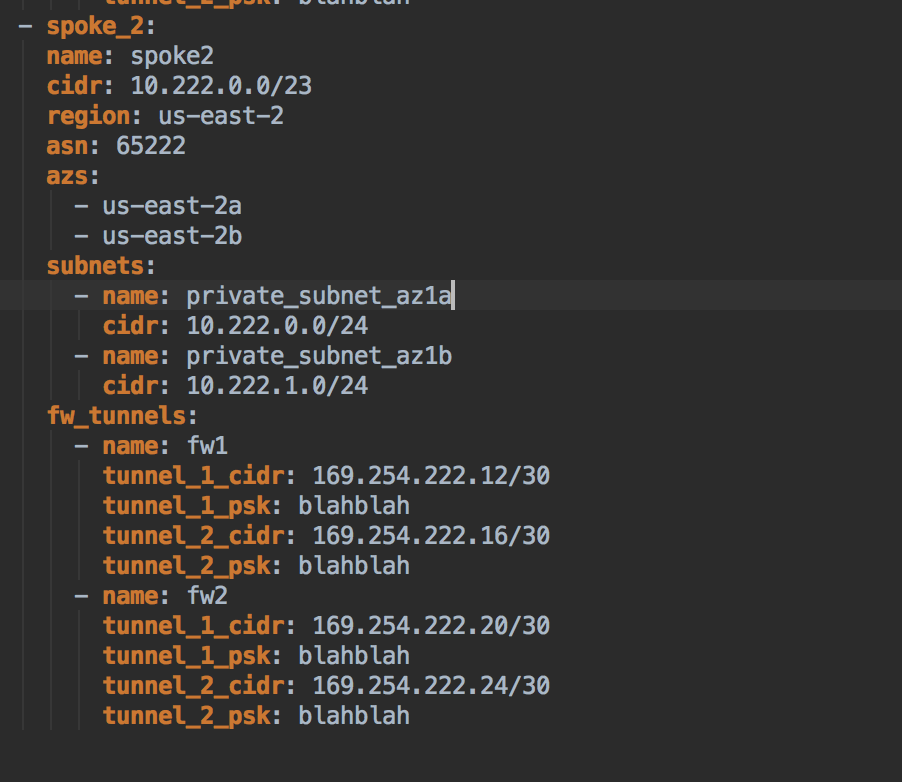 tunnel_2_psk: blahblah
- spoke_2:
  name: spoke2
  cidr: 10.222.0.0/23
  region: us-east-2
  asn: 65222
  azs:
    - us-east-2a
    - us-east-2b
  subnets:
    - name: private_subnet_az1a
      cidr: 10.222.0.0/24
    - name: private_subnet_az1b
      cidr: 10.222.1.0/24
  fw_tunnels:
    - name: fw1
      tunnel_1_cidr: 169.254.222.12/30
      tunnel_1_psk: blahblah
      tunnel_2_cidr: 169.254.222.16/30
      tunnel_2_psk: blahblah
    - name: fw2
      tunnel_1_cidr: 169.254.222.20/30
      tunnel_1_psk: blahblah
      tunnel_2_cidr: 169.254.222.24/30
      tunnel_2_psk: blahblah